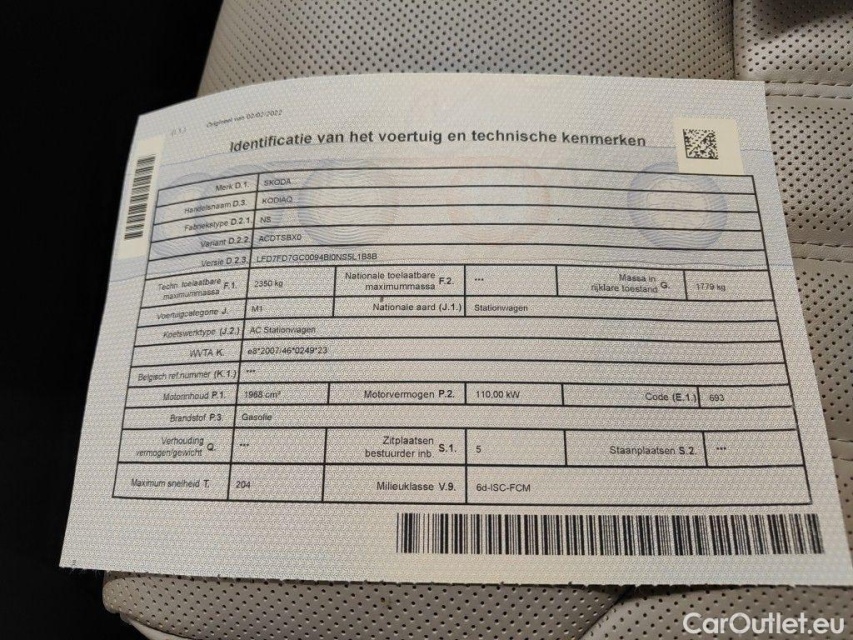 (I.1.)
Origineel van 02/02/2022
Identificatie van het voertuig en technische kenmerken
Merk D.1. SKODA
Handelsnaam D.3. KODIAQ
Fabriekstype D.2.1. NS
Variant D.2.2. ACDTSBX0
Versie D.2.3. LFD7FD7GC0094BI0NS5L1B8B
Techn. toelaatbare maximummassa F.1. 2350 kg Nationale toelaatbare maximummassa F.2. *** Massa in rijklare toestand G. 1779 kg
Voertuigcategorie J. M1 Nationale aard (J.1.) Stationwagen
Koetswerktype (J.2.) AC Stationwagen
WVTA K. e8*2007/46*0249*23
Belgisch ref.nummer (K.1.) ***
Motorinhoud P.1. 1968 cm³ Motorvermogen P.2. 110,00 kW Code (E.1.) 693
Brandstof P.3. Gasolie
Verhouding vermogen/gewicht Q. *** Zitplaatsen bestuurder inb. S.1. 5 Staanplaatsen S.2. ***
Maximum snelheid T. 204 Milieuklasse V.9. 6d-ISC-FCM
CarOutlet.eu